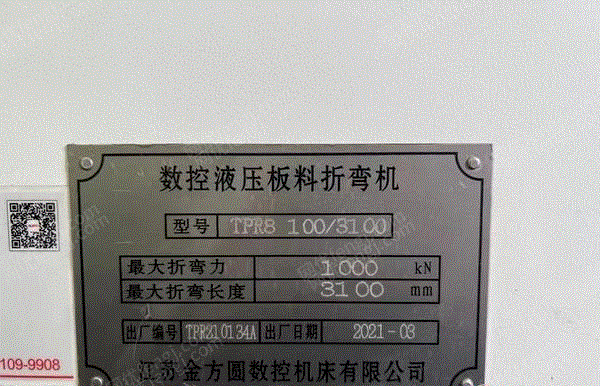 数控液压板料折弯机
型号 TPR8 100/3100
最大折弯力 1000 kN
最大折弯长度 3100 mm
出厂编号 TPR210134A 出厂日期 2021-03
江苏金方圆数控机床有限公司
109-9908